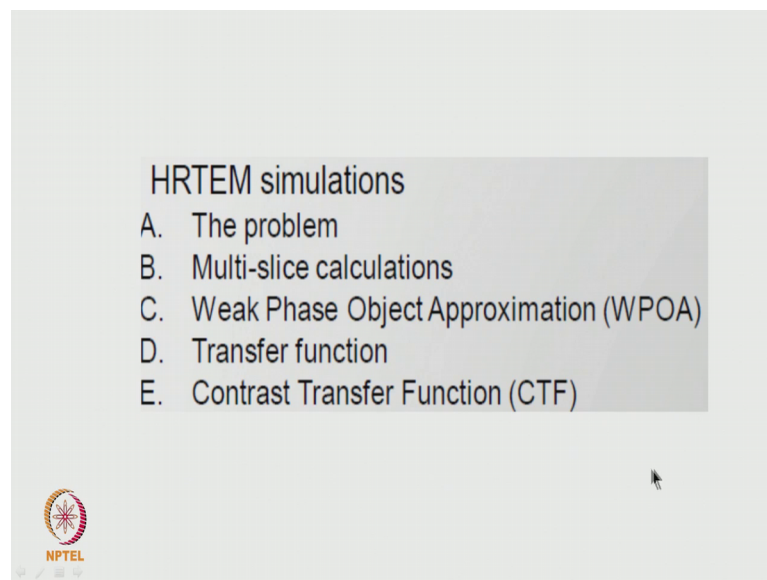 HRTEM simulations
A. The problem
B. Multi-slice calculations
C. Weak Phase Object Approximation (WPOA)
D. Transfer function
E. Contrast Transfer Function (CTF)
NPTEL